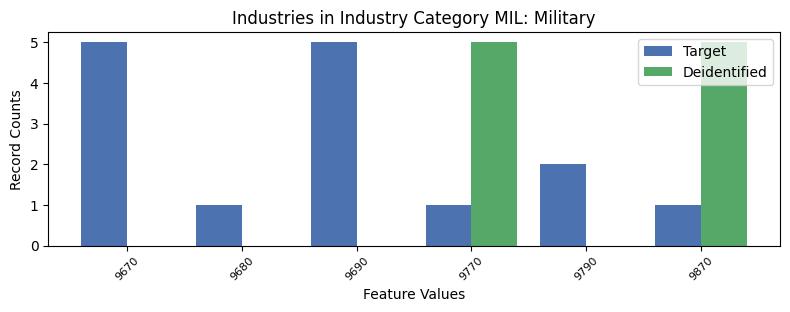 Industries in Industry Category MIL: Military
Record Counts
5
4
3
2
1
0
Target
Deidentified
9670
9680
9690
9770
9790
9870
Feature Values